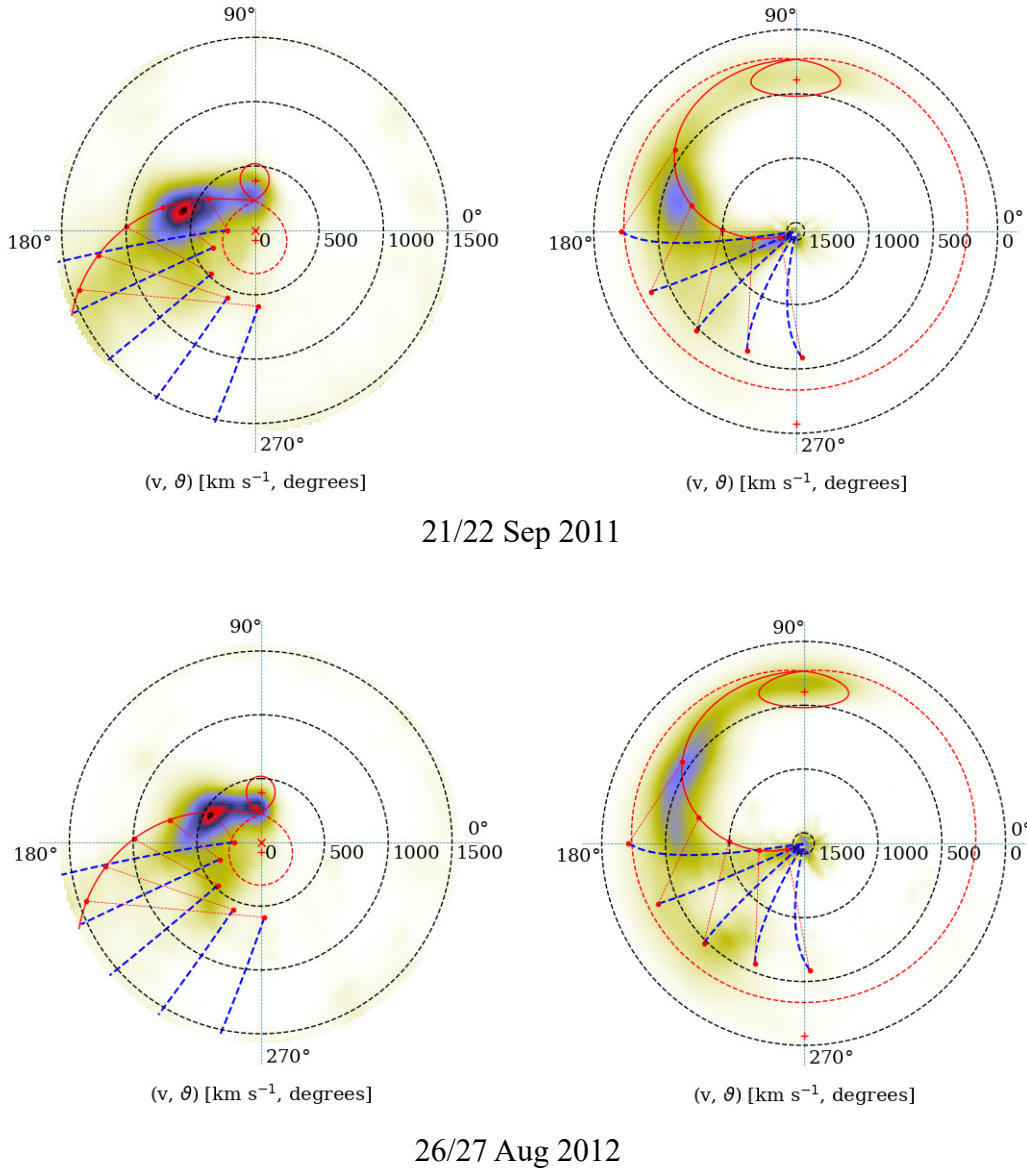 90° 90°
0° 0°
180° 0 500 1000 1500 180° 1500 1000 500 0
270° 270°
(v, ϑ) [km s⁻¹, degrees] (v, ϑ) [km s⁻¹, degrees]
21/22 Sep 2011
90° 90°
0° 0°
180° 0 500 1000 1500 180° 1500 1000 500 0
270° 270°
(v, ϑ) [km s⁻¹, degrees] (v, ϑ) [km s⁻¹, degrees]
26/27 Aug 2012